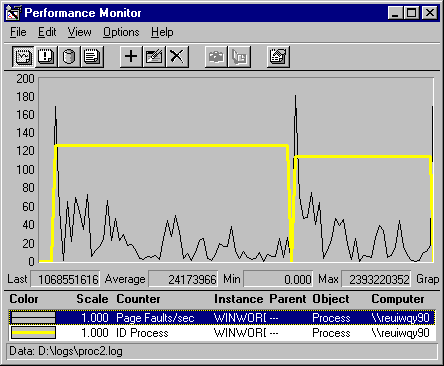 Performance Monitor
File Edit View Options Help
200
180
160
140
120
100
80
60
40
20
0
Last 1068551616 Average 24173966 Min 0.000 Max 2393220352 Grap
Color Scale Counter Instance Parent Object Computer
1.000 Page Faults/sec WINWORD --- Process \\reuiwqy90
1.000 ID Process WINWORD --- Process \\reuiwqy90
Data: D:\logs\proc2.log